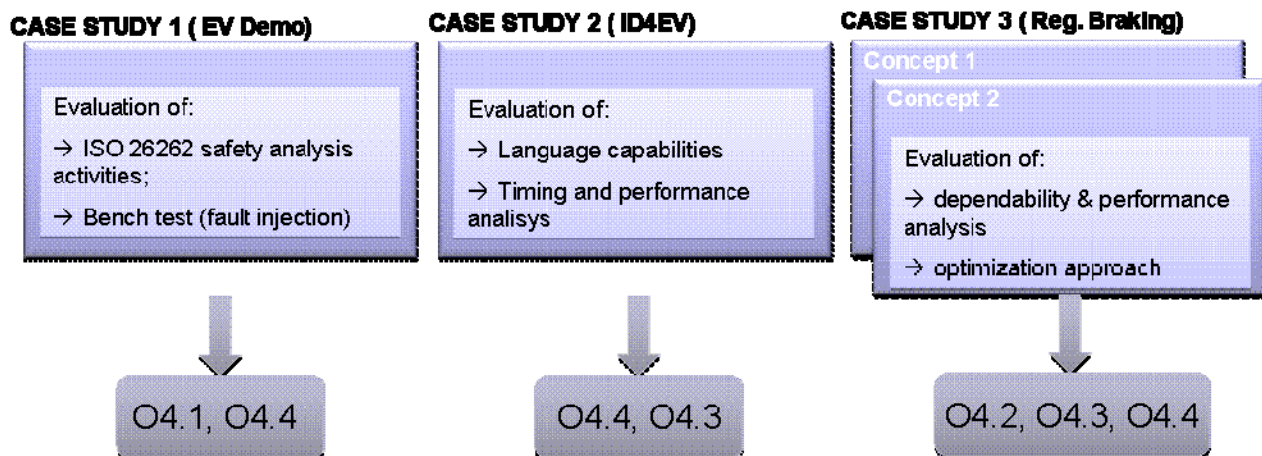 CASE STUDY 1 ( EV Demo)
Evaluation of:
→ ISO 26262 safety analysis
activities;
→ Bench test (fault injection)
O4.1, O4.4
CASE STUDY 2 ( ID4EV)
Evaluation of:
→ Language capabilities
→ Timing and performance
analisys
O4.4, O4.3
CASE STUDY 3 ( Reg. Braking)
Concept 1
Concept 2
Evaluation of:
→ dependability & performance
analysis
→ optimization approach
O4.2, O4.3, O4.4